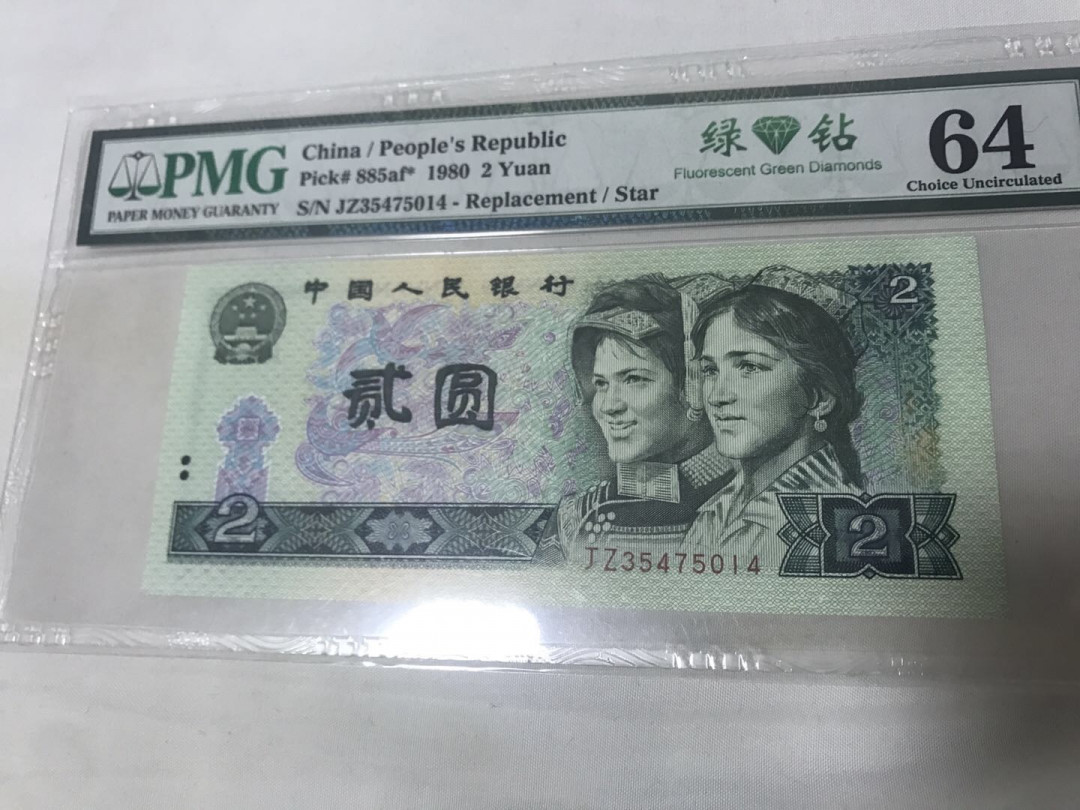 PMG
PAPER MONEY GUARANTY
China / People's Republic
Pick# 885af* 1980 2 Yuan
S/N JZ35475014 - Replacement / Star
绿 钻
Fluorescent Green Diamonds
64
Choice Uncirculated
中国人民银行
2
贰圆
2
2
JZ35475014